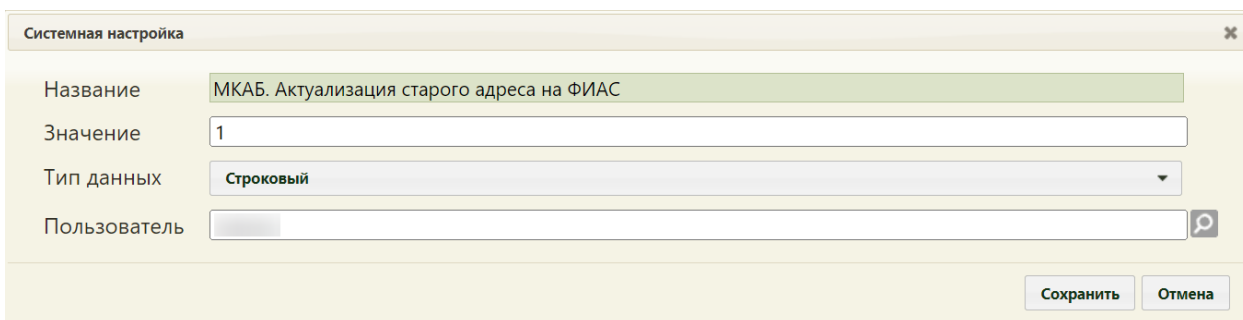 Системная настройка
Название МКАБ. Актуализация старого адреса на ФИАС
Значение 1
Тип данных Строковый
Пользователь
Сохранить Отмена